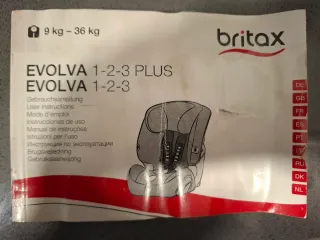 9 kg – 36 kg
britax
EVOLVA 1-2-3 PLUS
EVOLVA 1-2-3
Gebrauchsanleitung
User instructions
Mode d'emploi
Instrucciones de uso
Manual de instruções
Istruzioni per l'uso
Инструкция по эксплуатации
Brugsvejledning
Gebruiksaanwijzing
DE
GB
FR
ES
PT
IT
RU
DK
NL